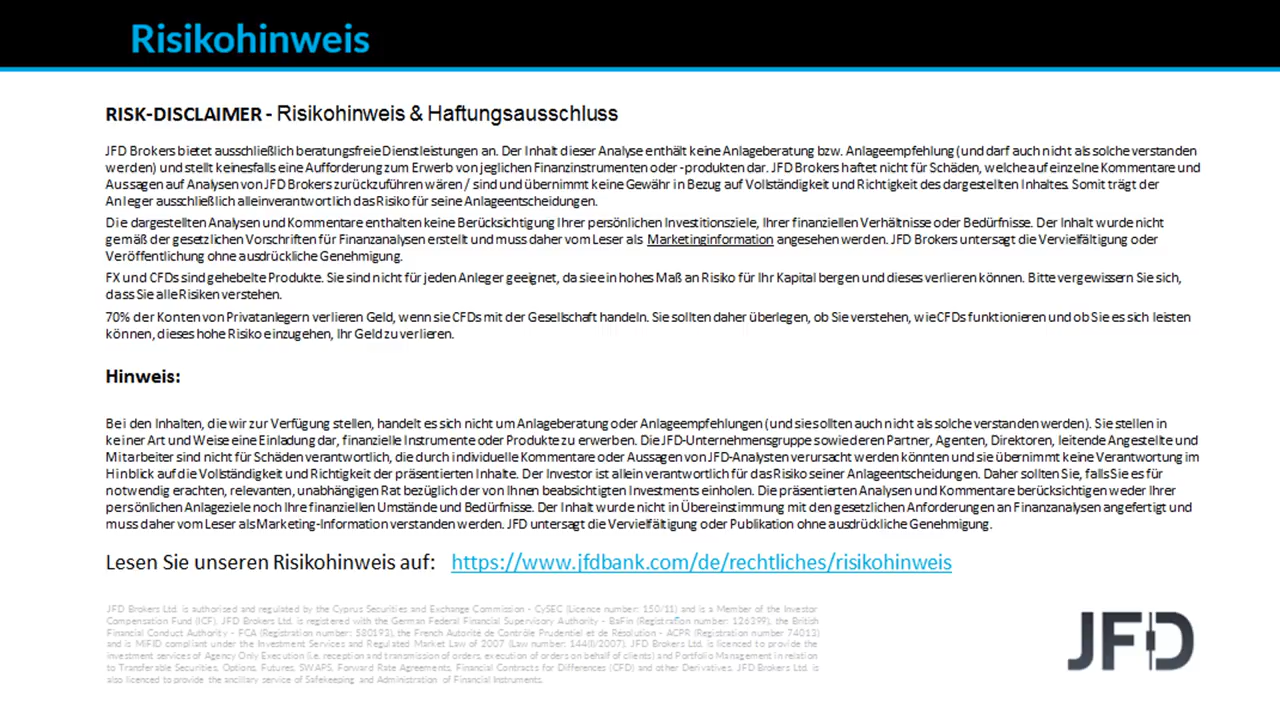 Risikohinweis
RISK-DISCLAIMER - Risikohinweis & Haftungsausschluss
JFD Brokers bietet ausschließlich beratungsfreie Dienstleistungen an. Der Inhalt dieser Analyse enthält keine Anlageberatung bzw. Anlageempfehlung (und darf auch nicht als solche verstanden
werden) und stellt keinesfalls eine Aufforderung zum Erwerb von jeglichen Finanzinstrumenten oder -produkten dar. JFD Brokers haftet nicht für Schäden, welche auf einzelne Kommentare und
Aussagen auf Analysen von JFD Brokers zurückzuführen wären / sind und übernimmt keine Gewähr in Bezug auf Vollständigkeit und Richtigkeit des dargestellten Inhaltes. Somit trägt der
Anleger ausschließlich alleinverantwortlich das Risiko für seine Anlageentscheidungen.
Die dargestellten Analysen und Kommentare enthalten keine Berücksichtigung Ihrer persönlichen Investitionsziele, Ihrer finanziellen Verhältnisse oder Bedürfnisse. Der Inhalt wurde nicht
gemäß der gesetzlichen Vorschriften für Finanzanalysen erstellt und muss daher vom Leser als Marketinginformation angesehen werden. JFD Brokers untersagt die Vervielfältigung oder
Veröffentlichung ohne ausdrückliche Genehmigung.
FX und CFDs sind gehebelte Produkte. Sie sind nicht für jeden Anleger geeignet, da sie ein hohes Maß an Risiko für Ihr Kapital bergen und dieses verlieren können. Bitte vergewissern Sie sich,
dass Sie alle Risiken verstehen.
70% der Konten von Privatanlegern verlieren Geld, wenn sie CFDs mit der Gesellschaft handeln. Sie sollten daher überlegen, ob Sie verstehen, wie CFDs funktionieren und ob Sie es sich leisten
können, dieses hohe Risiko einzugehen, Ihr Geld zu verlieren.
Hinweis:
Bei den Inhalten, die wir zur Verfügung stellen, handelt es sich nicht um Anlageberatung oder Anlageempfehlungen (und sie sollten auch nicht als solche verstanden werden). Sie stellen in
keiner Art und Weise eine Einladung dar, finanzielle Instrumente oder Produkte zu erwerben. Die JFD-Unternehmensgruppe sowie deren Partner, Agenten, Direktoren, leitende Angestellte und
Mitarbeiter sind nicht für Schäden verantwortlich, die durch individuelle Kommentare oder Aussagen von JFD-Analysten verursacht werden könnten und sie übernimmt keine Verantwortung im
Hinblick auf die Vollständigkeit und Richtigkeit der präsentierten Inhalte. Der Investor ist allein verantwortlich für das Risiko seiner Anlageentscheidungen. Daher sollten Sie, falls Sie es für
notwendig erachten, relevanten, unabhängigen Rat bezüglich der von Ihnen beabsichtigten Investments einholen. Die präsentierten Analysen und Kommentare berücksichtigen weder Ihrer
persönlichen Anlageziele noch Ihre finanziellen Umstände und Bedürfnisse. Der Inhalt wurde nicht in Übereinstimmung mit den gesetzlichen Anforderungen an Finanzanalysen angefertigt und
muss daher vom Leser als Marketing-Information verstanden werden. JFD untersagt die Vervielfältigung oder Publikation ohne ausdrückliche Genehmigung.
Lesen Sie unseren Risikohinweis auf: https://www.jfdbank.com/de/rechtliches/risikohinweis
JFD Brokers Ltd. is authorised and regulated by the Cyprus Securities and Exchange Commission - CySEC (Licence number: 150/11) and is a Member of the Investor
Compensation Fund (ICF). JFD Brokers Ltd. is registered with the German Federal Financial Supervisory Authority - BaFin (Registration number: 126399), the British
Financial Conduct Authority - FCA (Registration number: 580193), the French Autorité de Contrôle Prudentiel et de Resolution - ACPR (Registration number 74013)
and is MiFID compliant under the Investment Services and Regulated Market Law of 2007 (Law number: 144(I)/2007). JFD Brokers Ltd. is licenced to provide the
investment services of Agency Only Execution (i.e. reception and transmission of orders, execution of orders on behalf of clients) and Portfolio Management in relation
to Transferable Securities, Options, Futures, SWAPS, Forward Rate Agreements, Financial Contracts for Differences (CFD) and other Derivatives. JFD Brokers Ltd. is
also licenced to provide the ancillary service of Safekeeping and Administration of Financial Instruments.
JFD